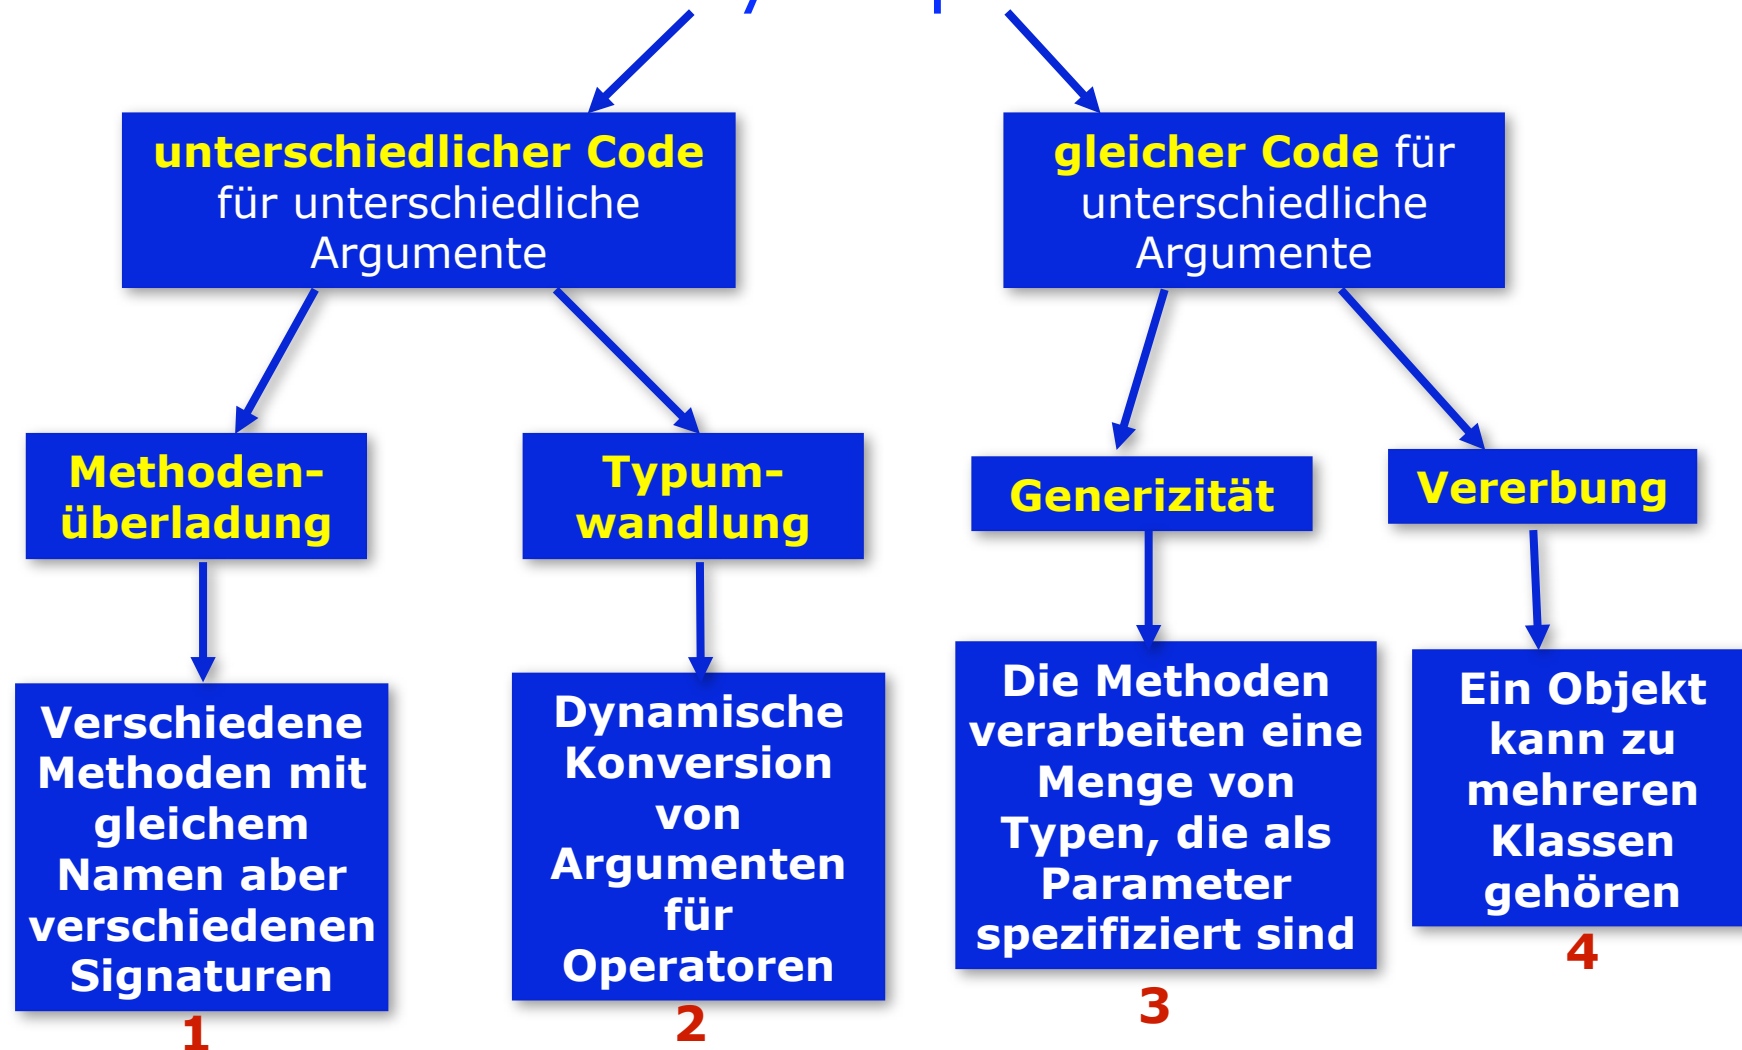 unterschiedlicher Code
für unterschiedliche
Argumente
gleicher Code für
unterschiedliche
Argumente
Methoden-
überladung
Typum-
wandlung
Generizität
Vererbung
Verschiedene
Methoden mit
gleichem
Namen aber
verschiedenen
Signaturen
1
Dynamische
Konversion
von
Argumenten
für
Operatoren
2
Die Methoden
verarbeiten eine
Menge von
Typen, die als
Parameter
spezifiziert sind
3
Ein Objekt
kann zu
mehreren
Klassen
gehören
4